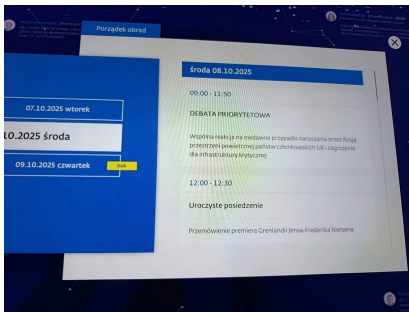 Porządek obrad
07.10.2025 wtorek
10.2025 środa
09.10.2025 czwartek
środa 08.10.2025
09:00 - 11:50
DEBATA PRIORYTETOWA
Wspólna reakcja na niedawne przypadki naruszania przez Rosję
przestrzeni powietrznej państw członkowskich UE i zagrożenie
dla infrastruktury krytycznej
12:00 - 12:30
Uroczyste posiedzenie
Przemówienie premiera Grenlandii Jensa-Frederika Nielsena